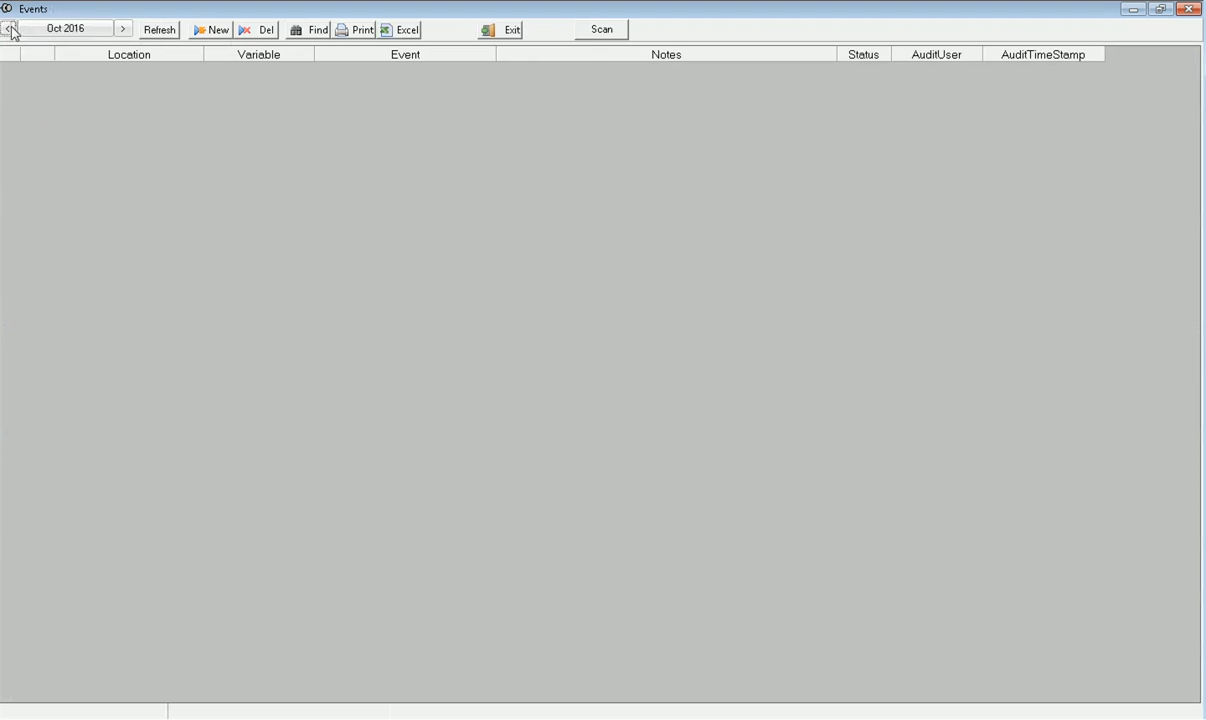 Events
< Oct 2016 > Refresh New Del Find Print Excel Exit Scan
Location Variable Event Notes Status AuditUser AuditTimeStamp